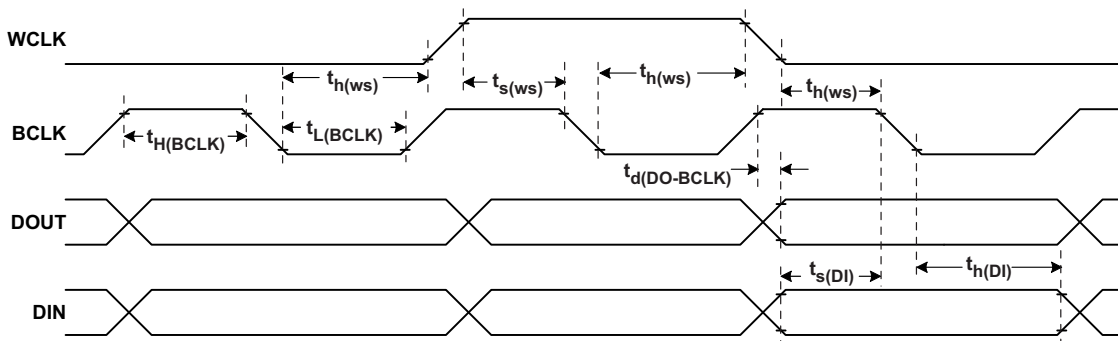 WCLK
t_h(ws)
t_s(ws)
t_h(ws)
t_h(ws)
BCLK
t_H(BCLK)
t_L(BCLK)
t_d(DO-BCLK)
DOUT
t_s(DI)
t_h(DI)
DIN